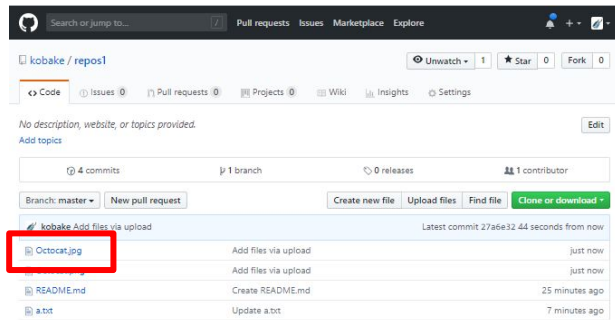 Search or jump to... / Pull requests Issues Marketplace Explore
kobake / repos1 Unwatch 1 Star 0 Fork 0
Code Issues 0 Pull requests 0 Projects 0 Wiki Insights Settings
No description, website, or topics provided. Edit
Add topics
4 commits 1 branch 0 releases 1 contributor
Branch: master New pull request Create new file Upload files Find file Clone or download
kobake Add files via upload Latest commit 27a6e32 44 seconds from now
Octocat.jpg Add files via upload just now
Add files via upload just now
README.md Create README.md 25 minutes ago
a.txt Update a.txt 7 minutes ago